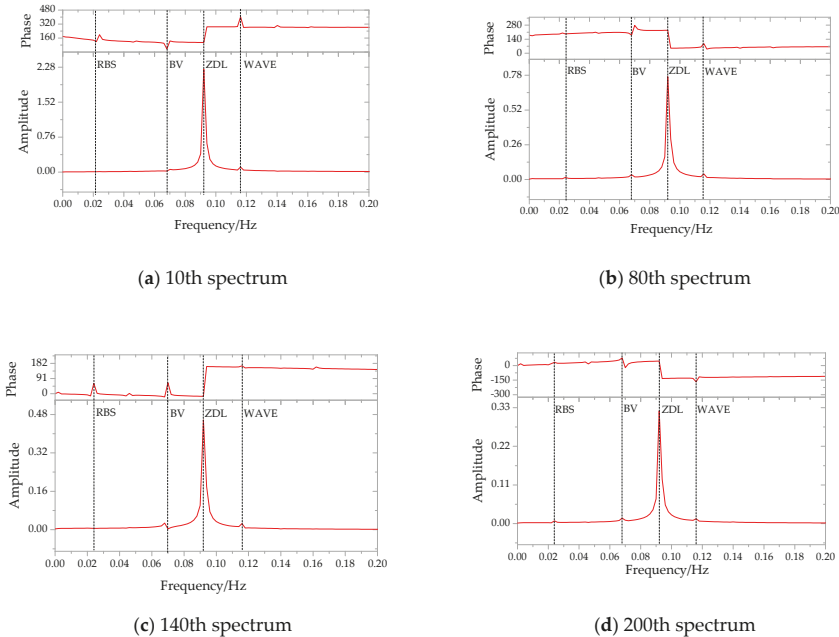 Phase
480
320
160
RBS
BV
ZDL
WAVE
Amplitude
2.28
1.52
0.76
0.00
0.00 0.02 0.04 0.06 0.08 0.10 0.12 0.14 0.16 0.18 0.20
Frequency/Hz
(a) 10th spectrum
Phase
280
140
0
RBS
BV
ZDL
WAVE
Amplitude
0.78
0.52
0.26
0.00
0.00 0.02 0.04 0.06 0.08 0.10 0.12 0.14 0.16 0.18 0.20
Frequency/Hz
(b) 80th spectrum
Phase
182
91
0
RBS
BV
ZDL
WAVE
Amplitude
0.48
0.32
0.16
0.00
0.00 0.02 0.04 0.06 0.08 0.10 0.12 0.14 0.16 0.18 0.20
Frequency/Hz
(c) 140th spectrum
Phase
0
-150
-300
RBS
BV
ZDL
WAVE
Amplitude
0.33
0.22
0.11
0.00
0.00 0.02 0.04 0.06 0.08 0.10 0.12 0.14 0.16 0.18 0.20
Frequency/Hz
(d) 200th spectrum